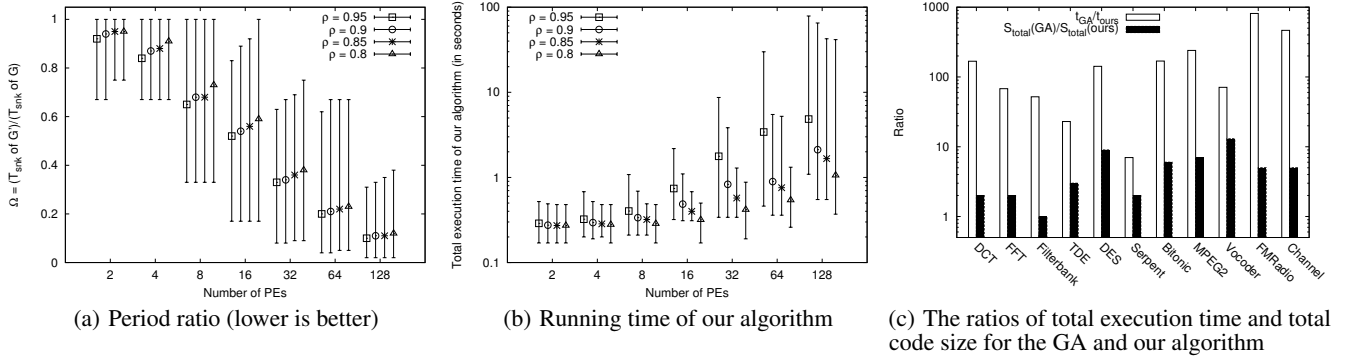 Ω = (T_snk of G')/(T_snk of G)
1
0.8
0.6
0.4
0.2
0
ρ = 0.95
ρ = 0.9
ρ = 0.85
ρ = 0.8
2 4 8 16 32 64 128
Number of PEs
(a) Period ratio (lower is better)
Total execution time of our algorithm (in seconds)
100
10
1
0.1
ρ = 0.95
ρ = 0.9
ρ = 0.85
ρ = 0.8
2 4 8 16 32 64 128
Number of PEs
(b) Running time of our algorithm
Ratio
1000
100
10
1
t_GA/t_ours
S_total(GA)/S_total(ours)
DCT FFT Filterbank TDE DES Serpent Bitonic MPEG2 Vocoder FMRadio Channel
(c) The ratios of total execution time and total
code size for the GA and our algorithm